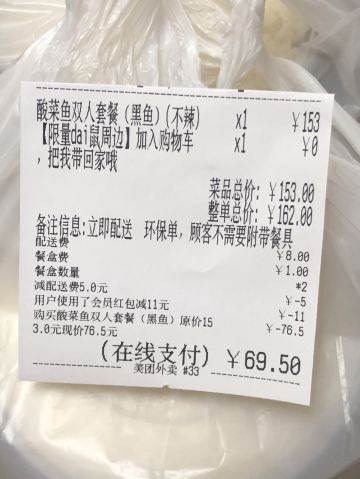 酸菜鱼双人套餐（黑鱼）(不辣) x1 ￥153
【限量dai鼠周边】加入购物车 x1 ￥0
，把我带回家哦
菜品总价: ￥153.00
整单总价: ￥162.00
备注信息:立即配送 环保单，顾客不需要附带餐具
配送费 ￥8.00
餐盒费 ￥1.00
餐盒数量 *2
减配送费5.0元 ￥-5
用户使用了会员红包减11元 ￥-11
购买酸菜鱼双人套餐（黑鱼）原价15 ￥-76.5
3.0元现价76.5元
(在线支付) ￥69.50
美团外卖 #33